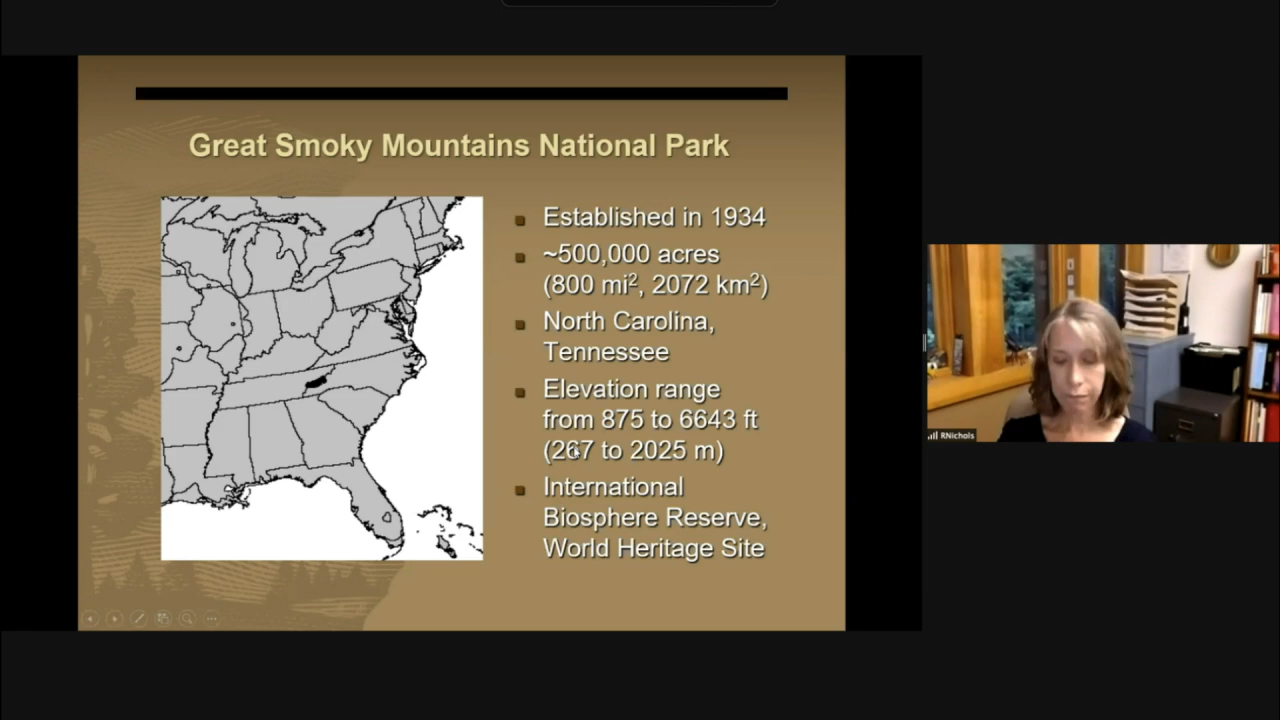 Great Smoky Mountains National Park
Established in 1934
~500,000 acres
(800 mi², 2072 km²)
North Carolina,
Tennessee
Elevation range
from 875 to 6643 ft
(267 to 2025 m)
International
Biosphere Reserve,
World Heritage Site
RNichols